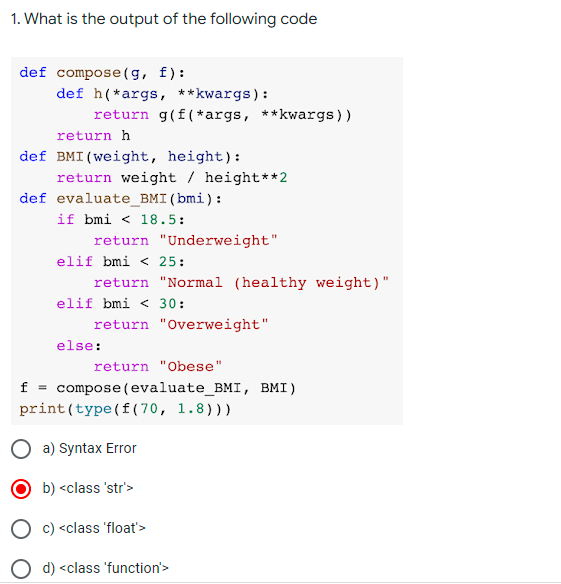 1. What is the output of the following code
def compose(g, f):
    def h(*args, **kwargs):
        return g(f(*args, **kwargs))
    return h
def BMI(weight, height):
    return weight / height**2
def evaluate_BMI(bmi):
    if bmi < 18.5:
        return "Underweight"
    elif bmi < 25:
        return "Normal (healthy weight)"
    elif bmi < 30:
        return "Overweight"
    else:
        return "Obese"
f = compose(evaluate_BMI, BMI)
print(type(f(70, 1.8)))
a) Syntax Error
b) <class 'str'>
c) <class 'float'>
d) <class 'function'>